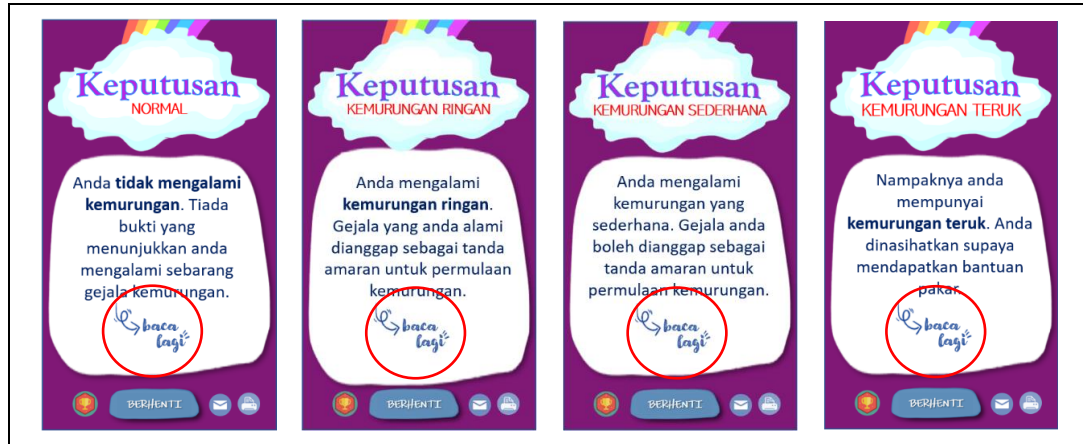 Keputusan
NORMAL
Anda tidak mengalami
kemurungan. Tiada
bukti yang
menunjukkan anda
mengalami sebarang
gejala kemurungan.
baca
lagi
BERHENTI
Keputusan
KEMURUNGAN RINGAN
Anda mengalami
kemurungan ringan.
Gejala yang anda alami
dianggap sebagai tanda
amaran untuk permulaan
kemurungan.
baca
lagi
BERHENTI
Keputusan
KEMURUNGAN SEDERHANA
Anda mengalami
kemurungan yang
sederhana. Gejala anda
boleh dianggap sebagai
tanda amaran untuk
permulaan kemurungan.
baca
lagi
BERHENTI
Keputusan
KEMURUNGAN TERUK
Nampaknya anda
mempunyai
kemurungan teruk. Anda
dinasihatkan supaya
mendapatkan bantuan
pakar.
baca
lagi
BERHENTI